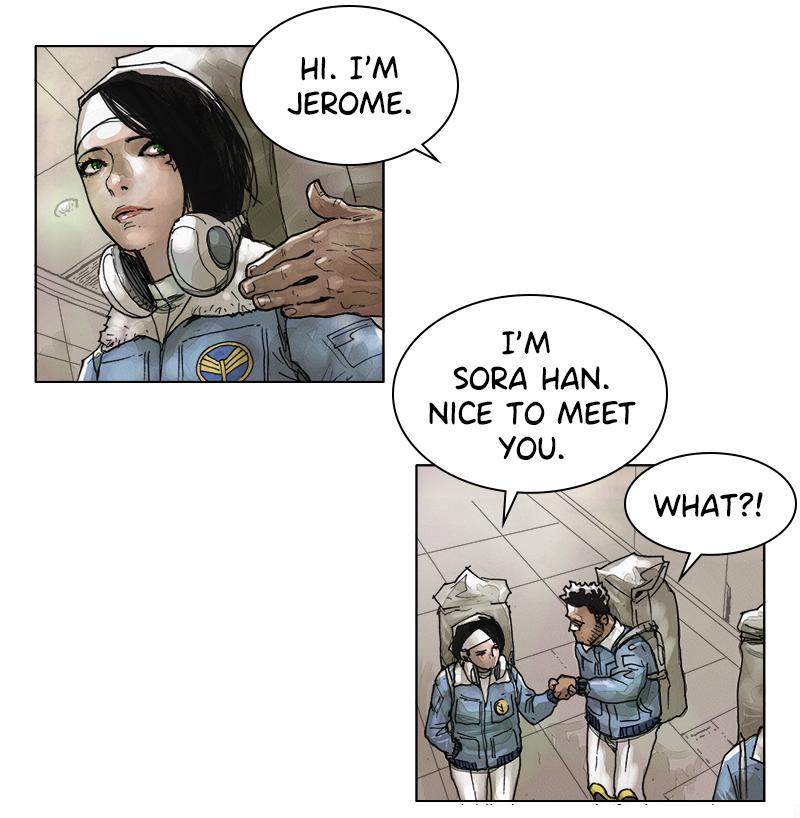 HI. I'M
JEROME.
I'M
SORA HAN.
NICE TO MEET
YOU.
WHAT?!